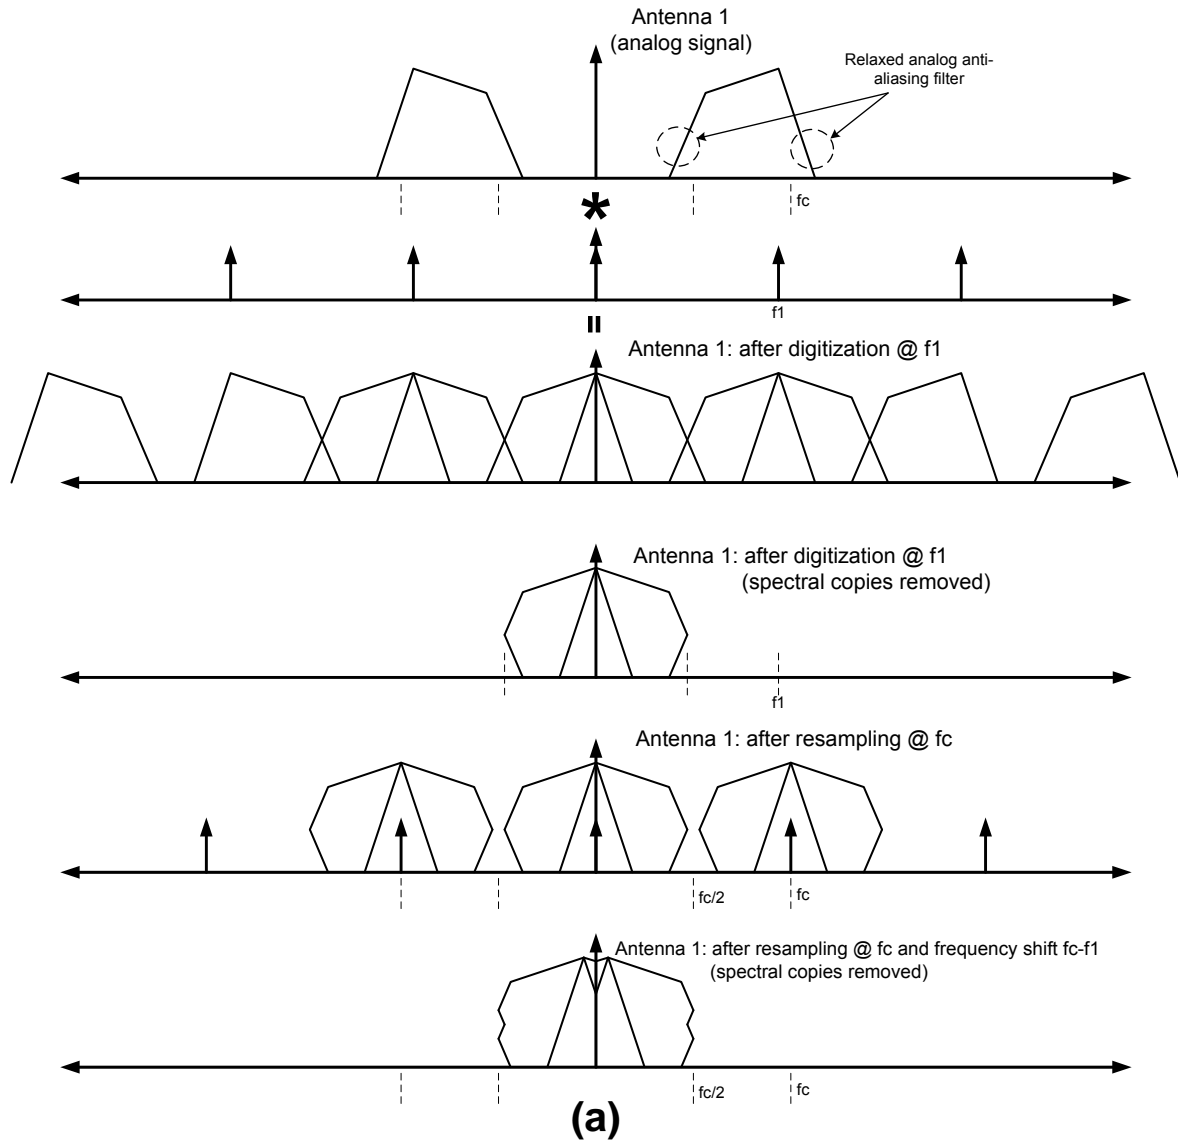 Antenna 1
(analog signal)
Relaxed analog anti-
aliasing filter
fc
*
f1
=
Antenna 1: after digitization @ f1
Antenna 1: after digitization @ f1
(spectral copies removed)
f1
Antenna 1: after resampling @ fc
fc/2
fc
Antenna 1: after resampling @ fc and frequency shift fc-f1
(spectral copies removed)
fc/2
fc
(a)